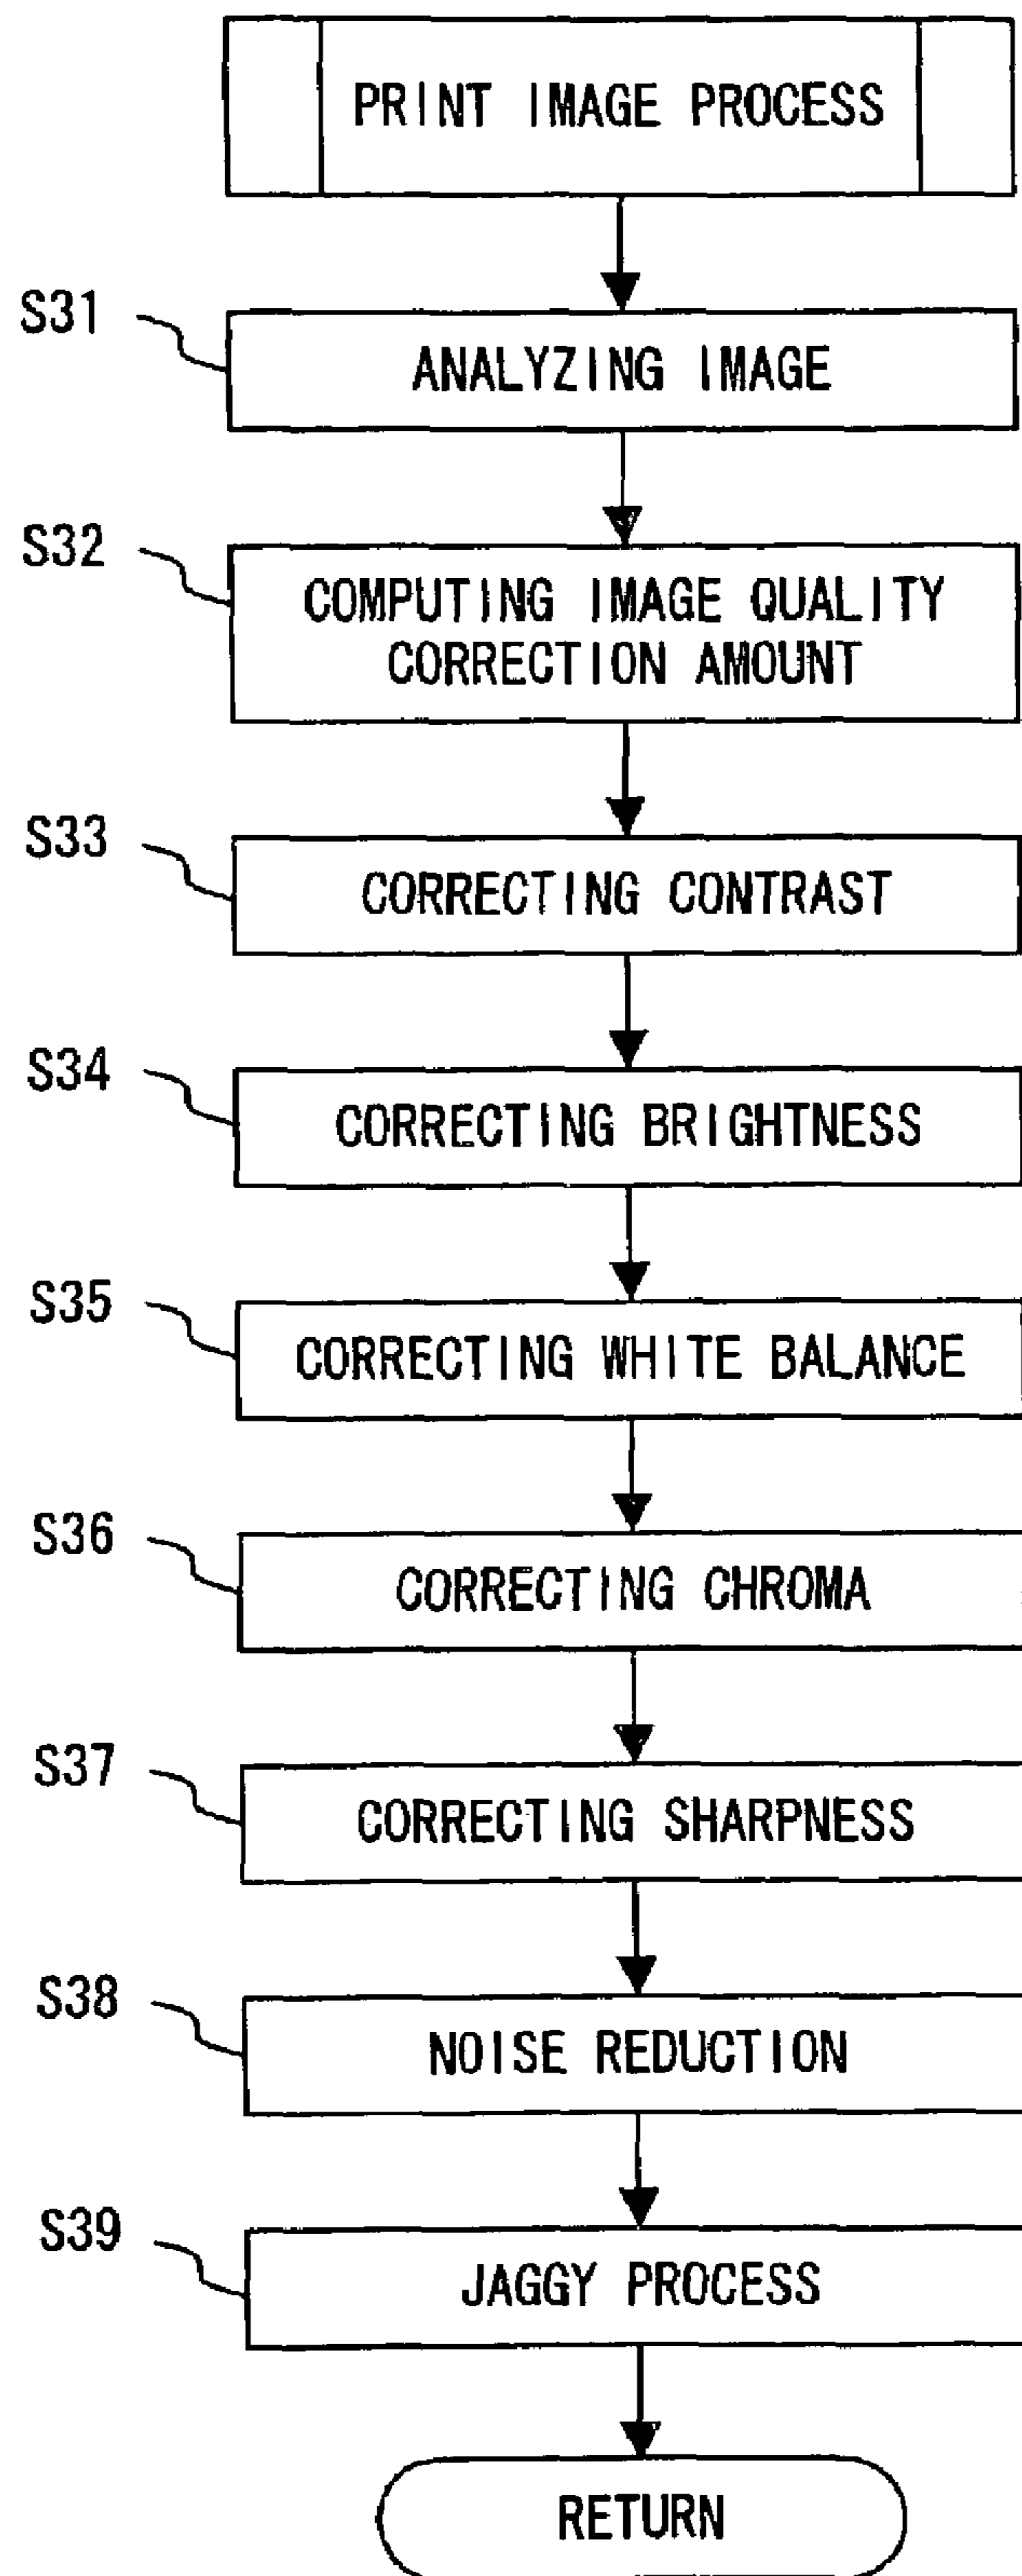 PRINT IMAGE PROCESS
S31
ANALYZING IMAGE
S32
COMPUTING IMAGE QUALITY
CORRECTION AMOUNT
S33
CORRECTING CONTRAST
S34
CORRECTING BRIGHTNESS
S35
CORRECTING WHITE BALANCE
S36
CORRECTING CHROMA
S37
CORRECTING SHARPNESS
S38
NOISE REDUCTION
S39
JAGGY PROCESS
RETURN